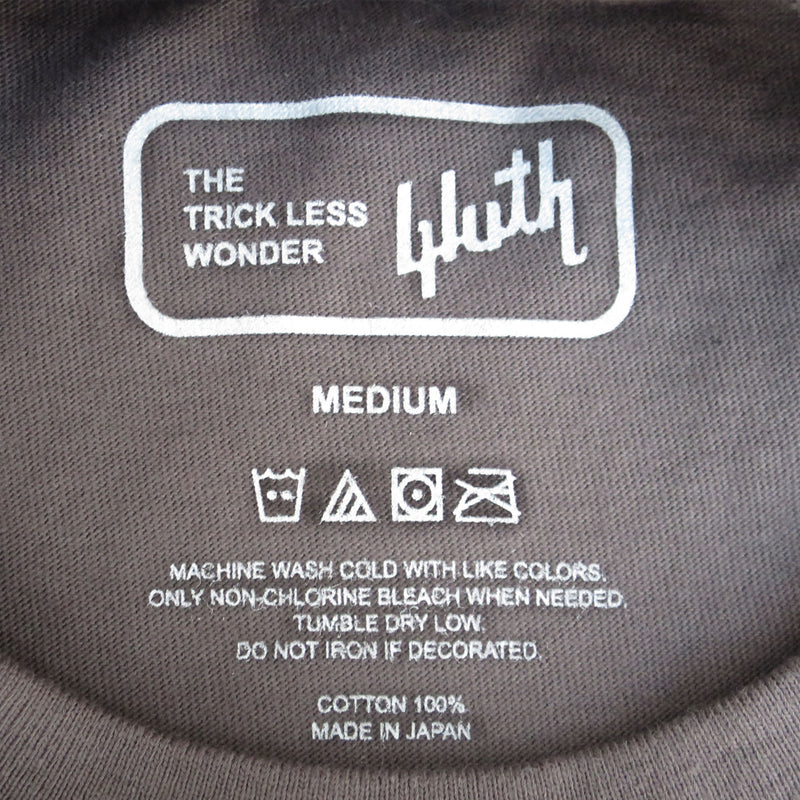 THE
TRICK LESS
WONDER
gluth
MEDIUM
MACHINE WASH COLD WITH LIKE COLORS.
ONLY NON-CHLORINE BLEACH WHEN NEEDED.
TUMBLE DRY LOW.
DO NOT IRON IF DECORATED.
COTTON 100%
MADE IN JAPAN